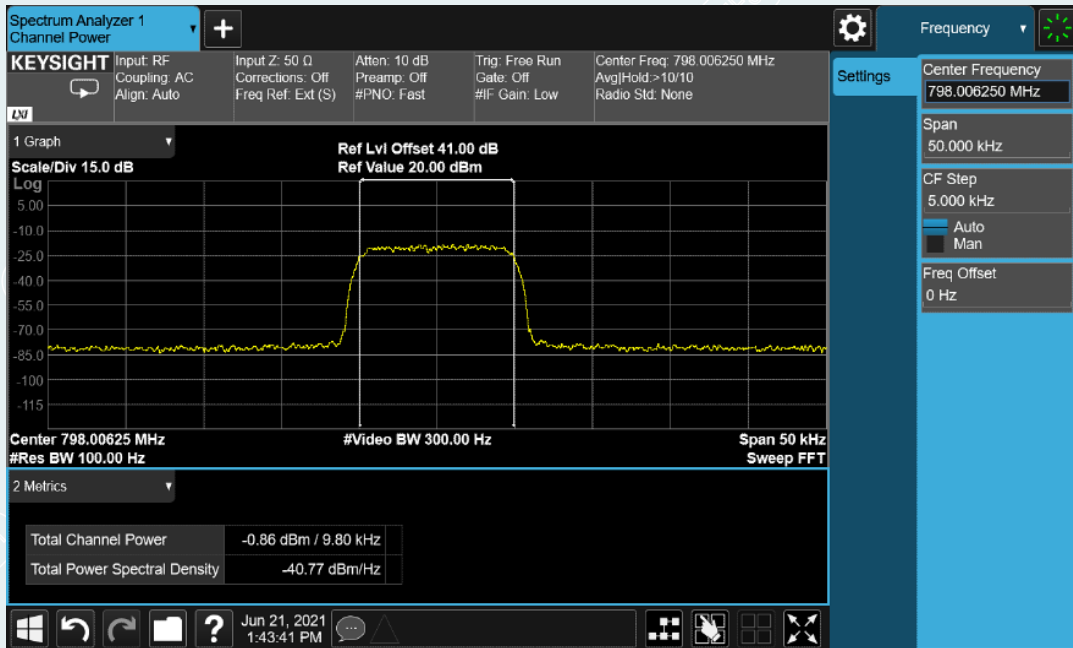 Spectrum Analyzer 1
Channel Power
Frequency
KEYSIGHT
LXI
Input: RF
Coupling: AC
Align: Auto
Input Z: 50 Ω
Corrections: Off
Freq Ref: Ext (S)
Atten: 10 dB
Preamp: Off
#PNO: Fast
Trig: Free Run
Gate: Off
#IF Gain: Low
Center Freq: 798.006250 MHz
Avg|Hold:>10/10
Radio Std: None
Settings
Center Frequency
798.006250 MHz
Span
50.000 kHz
CF Step
5.000 kHz
Auto
Man
Freq Offset
0 Hz
1 Graph
Scale/Div 15.0 dB
Ref Lvl Offset 41.00 dB
Ref Value 20.00 dBm
Log
5.00
-10.0
-25.0
-40.0
-55.0
-70.0
-85.0
-100
-115
Center 798.00625 MHz
#Video BW 300.00 Hz
Span 50 kHz
#Res BW 100.00 Hz
Sweep FFT
2 Metrics
Total Channel Power -0.86 dBm / 9.80 kHz
Total Power Spectral Density -40.77 dBm/Hz
?
Jun 21, 2021
1:43:41 PM